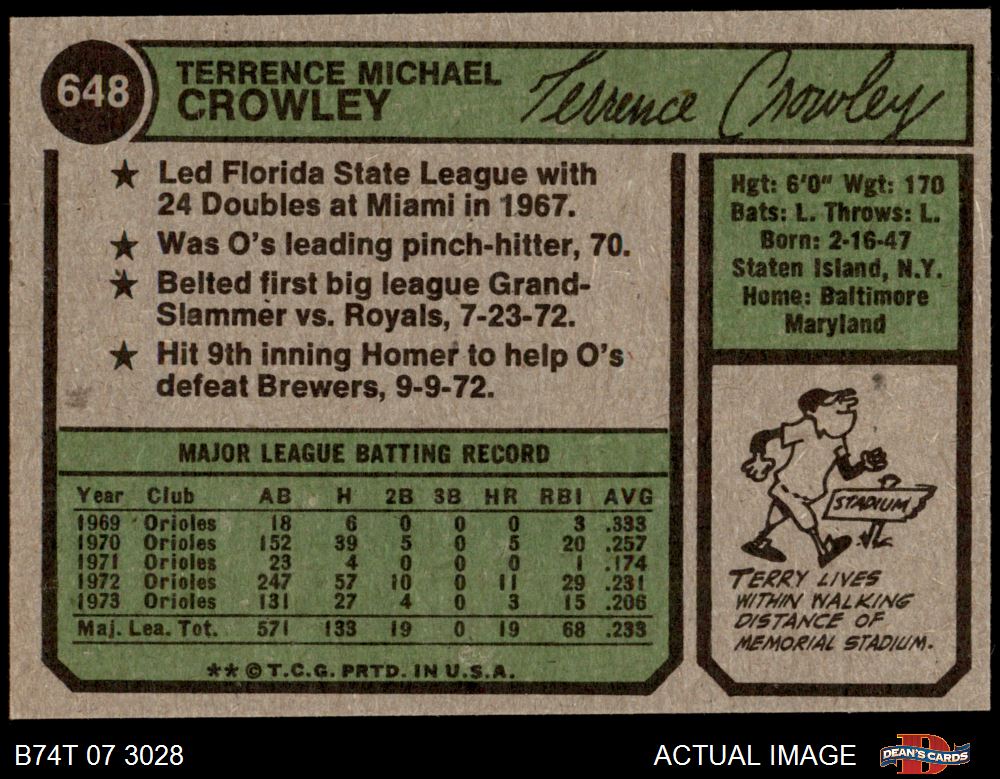 648
TERRENCE MICHAEL
CROWLEY
Terrence Crowley
★ Led Florida State League with
24 Doubles at Miami in 1967.
★ Was O's leading pinch-hitter, 70.
★ Belted first big league Grand-
Slammer vs. Royals, 7-23-72.
★ Hit 9th inning Homer to help O's
defeat Brewers, 9-9-72.
Hgt: 6'0" Wgt: 170
Bats: L. Throws: L.
Born: 2-16-47
Staten Island, N.Y.
Home: Baltimore
Maryland
MAJOR LEAGUE BATTING RECORD
Year Club AB H 2B 3B HR RBI AVG
1969 Orioles 18 6 0 0 0 3 .333
1970 Orioles 152 39 5 0 5 20 .257
1971 Orioles 23 4 0 0 0 1 .174
1972 Orioles 247 57 10 0 11 29 .231
1973 Orioles 131 27 4 0 3 15 .206
Maj. Lea. Tot. 571 133 19 0 19 68 .233
**© T.C.G. PRTD. IN U.S.A.
STADIUM
TERRY LIVES
WITHIN WALKING
DISTANCE OF
MEMORIAL STADIUM.
B74T 07 3028
ACTUAL IMAGE
DEAN'S CARDS